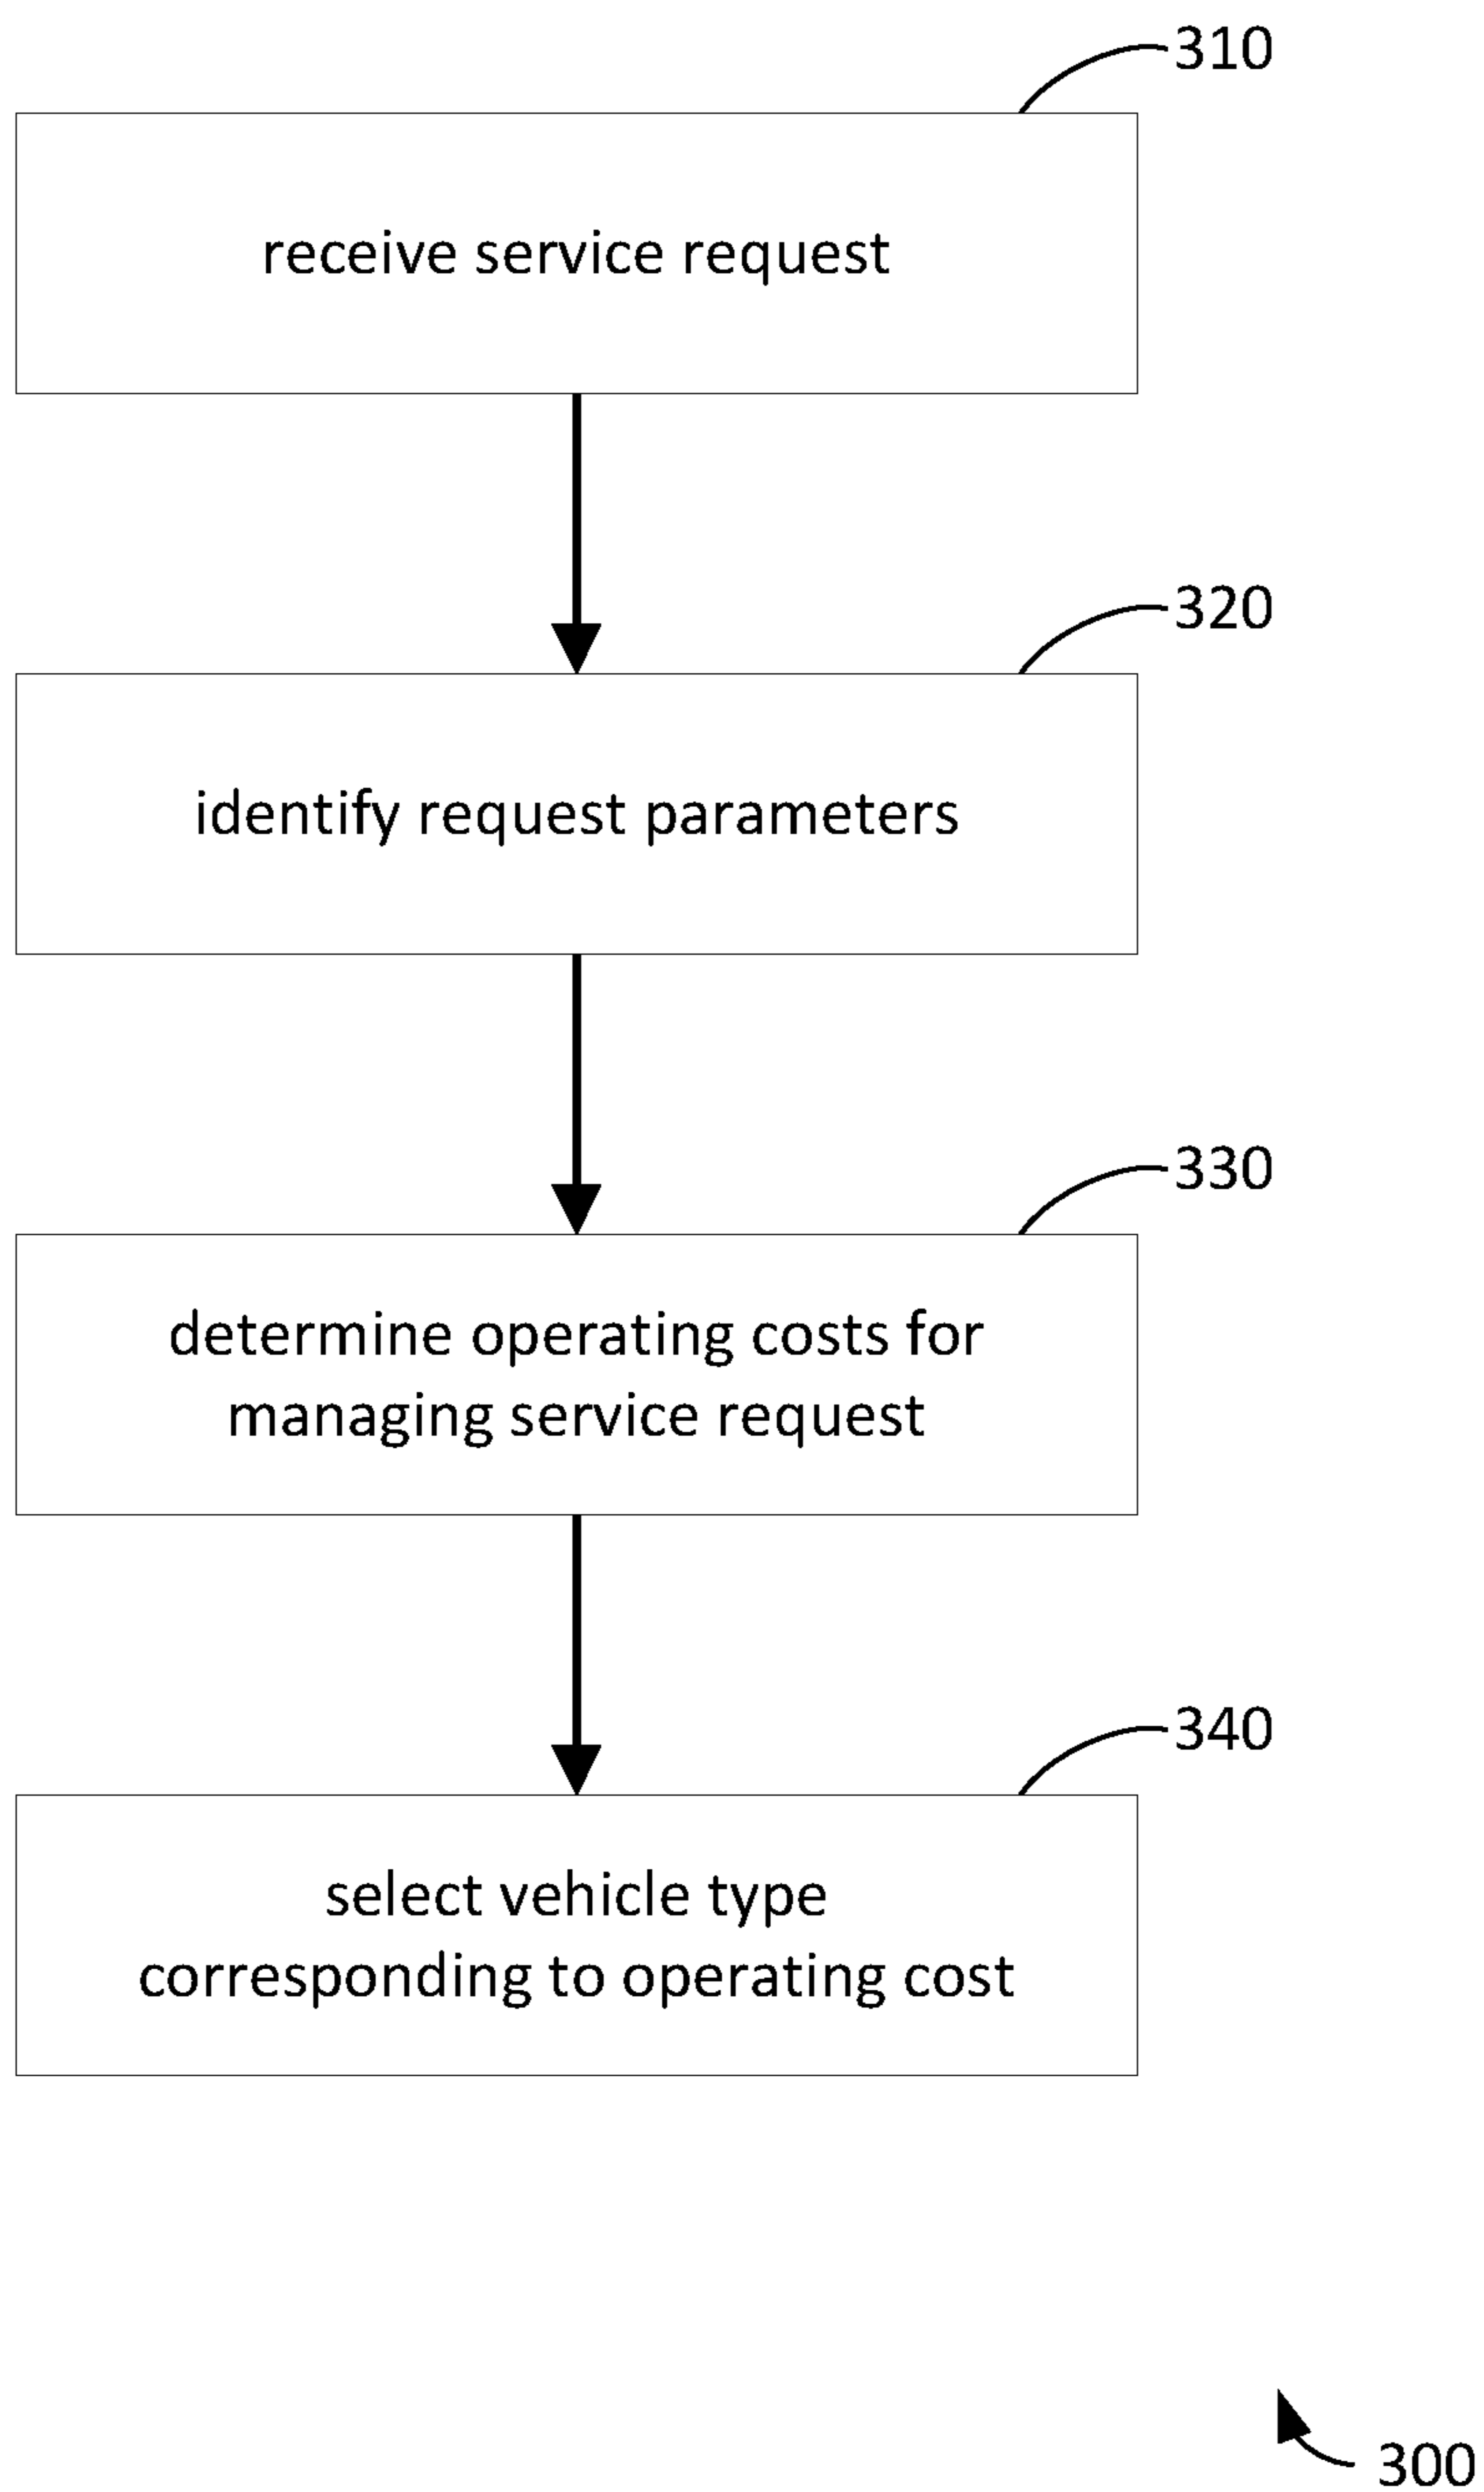 310
receive service request
320
identify request parameters
330
determine operating costs for
managing service request
340
select vehicle type
corresponding to operating cost
300